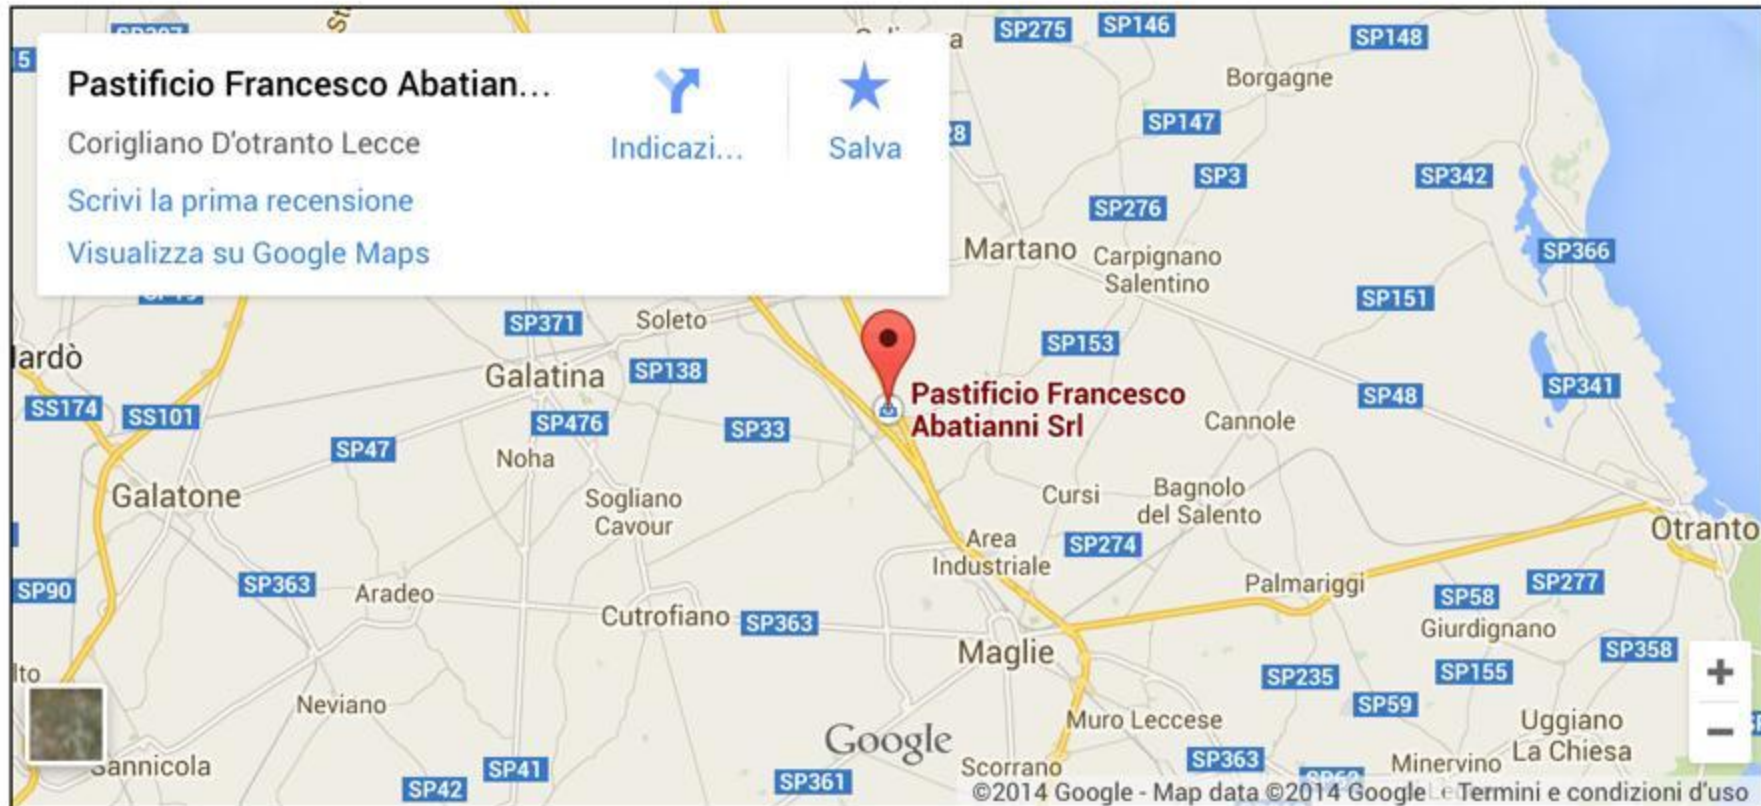 Pastificio Francesco Abatian...
Corigliano D'otranto Lecce
Scrivi la prima recensione
Visualizza su Google Maps
Indicazi...
Salva
SP275
SP146
SP148
Borgagne
SP147
SP3
SP342
SP276
Martano
Carpignano
Salentino
SP366
SP151
SP371
Soleto
SP153
Galatina
SP138
SP341
SP48
SS174
SS101
Pastificio Francesco
Abatianni Srl
SP476
SP33
Cannole
SP47
Noha
Galatone
Sogliano
Cavour
Cursi
Bagnolo
del Salento
Otranto
Area
Industriale
SP274
SP90
SP363
Aradeo
Palmariggi
SP277
SP58
Cutrofiano
SP363
Giurdignano
Maglie
SP358
SP235
SP155
Neviano
SP59
Muro Leccese
Uggiano
La Chiesa
Google
SP363
Minervino
Scorrano
SP41
SP42
SP361
©2014 Google - Map data ©2014 Google
Termini e condizioni d'uso